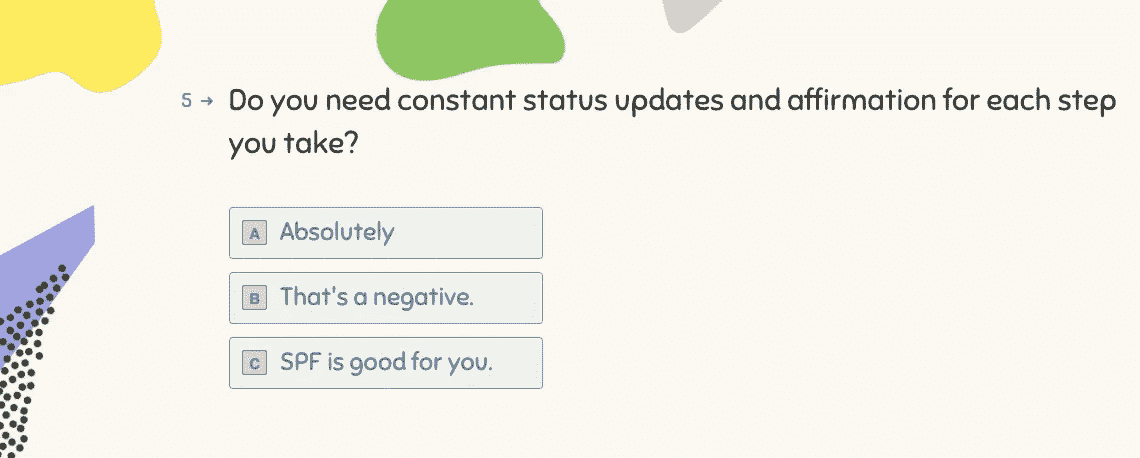 5 → Do you need constant status updates and affirmation for each step
you take?
A Absolutely
B That's a negative.
C SPF is good for you.